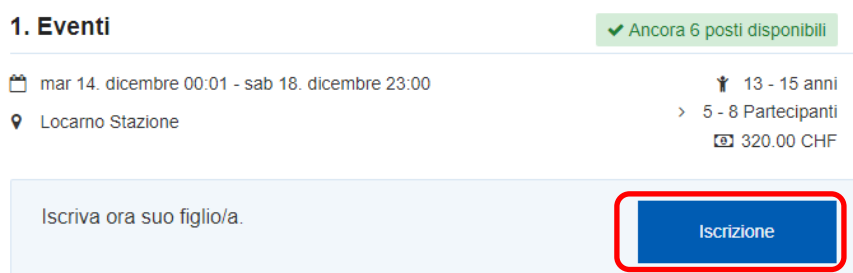 1. Eventi
Ancora 6 posti disponibili
mar 14. dicembre 00:01 - sab 18. dicembre 23:00
13 - 15 anni
Locarno Stazione
5 - 8 Partecipanti
320.00 CHF
Iscriva ora suo figlio/a.
Iscrizione